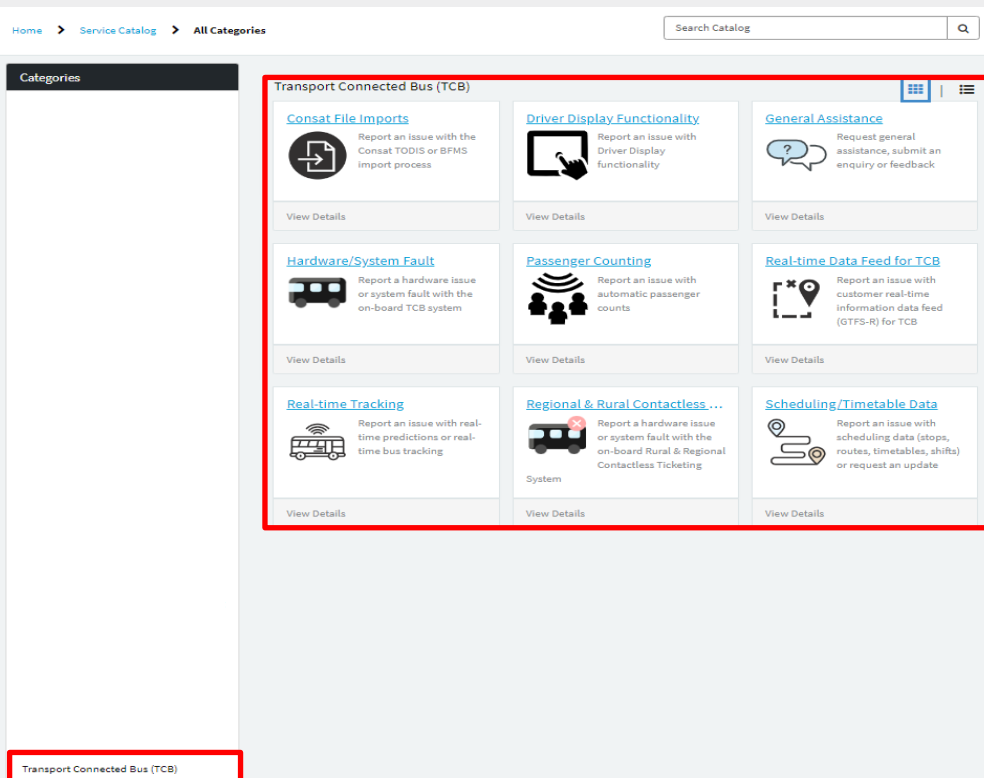 Home > Service Catalog > All Categories
Search Catalog
Categories
Transport Connected Bus (TCB)
Consat File Imports
Report an issue with the
Consat TODIS or BFMS
import process
View Details
Driver Display Functionality
Report an issue with
Driver Display
functionality
View Details
General Assistance
?
Request general
assistance, submit an
enquiry or feedback
View Details
Hardware/System Fault
Report a hardware issue
or system fault with the
on-board TCB system
View Details
Passenger Counting
Report an issue with
automatic passenger
counts
View Details
Real-time Data Feed for TCB
Report an issue with
customer real-time
information data feed
(GTFS-R) for TCB
View Details
Real-time Tracking
Report an issue with real-
time predictions or real-
time bus tracking
View Details
Regional & Rural Contactless ...
Report a hardware issue
or system fault with the
on-board Rural & Regional
Contactless Ticketing
System
View Details
Scheduling/Timetable Data
Report an issue with
scheduling data (stops,
routes, timetables, shifts)
or request an update
View Details
Transport Connected Bus (TCB)